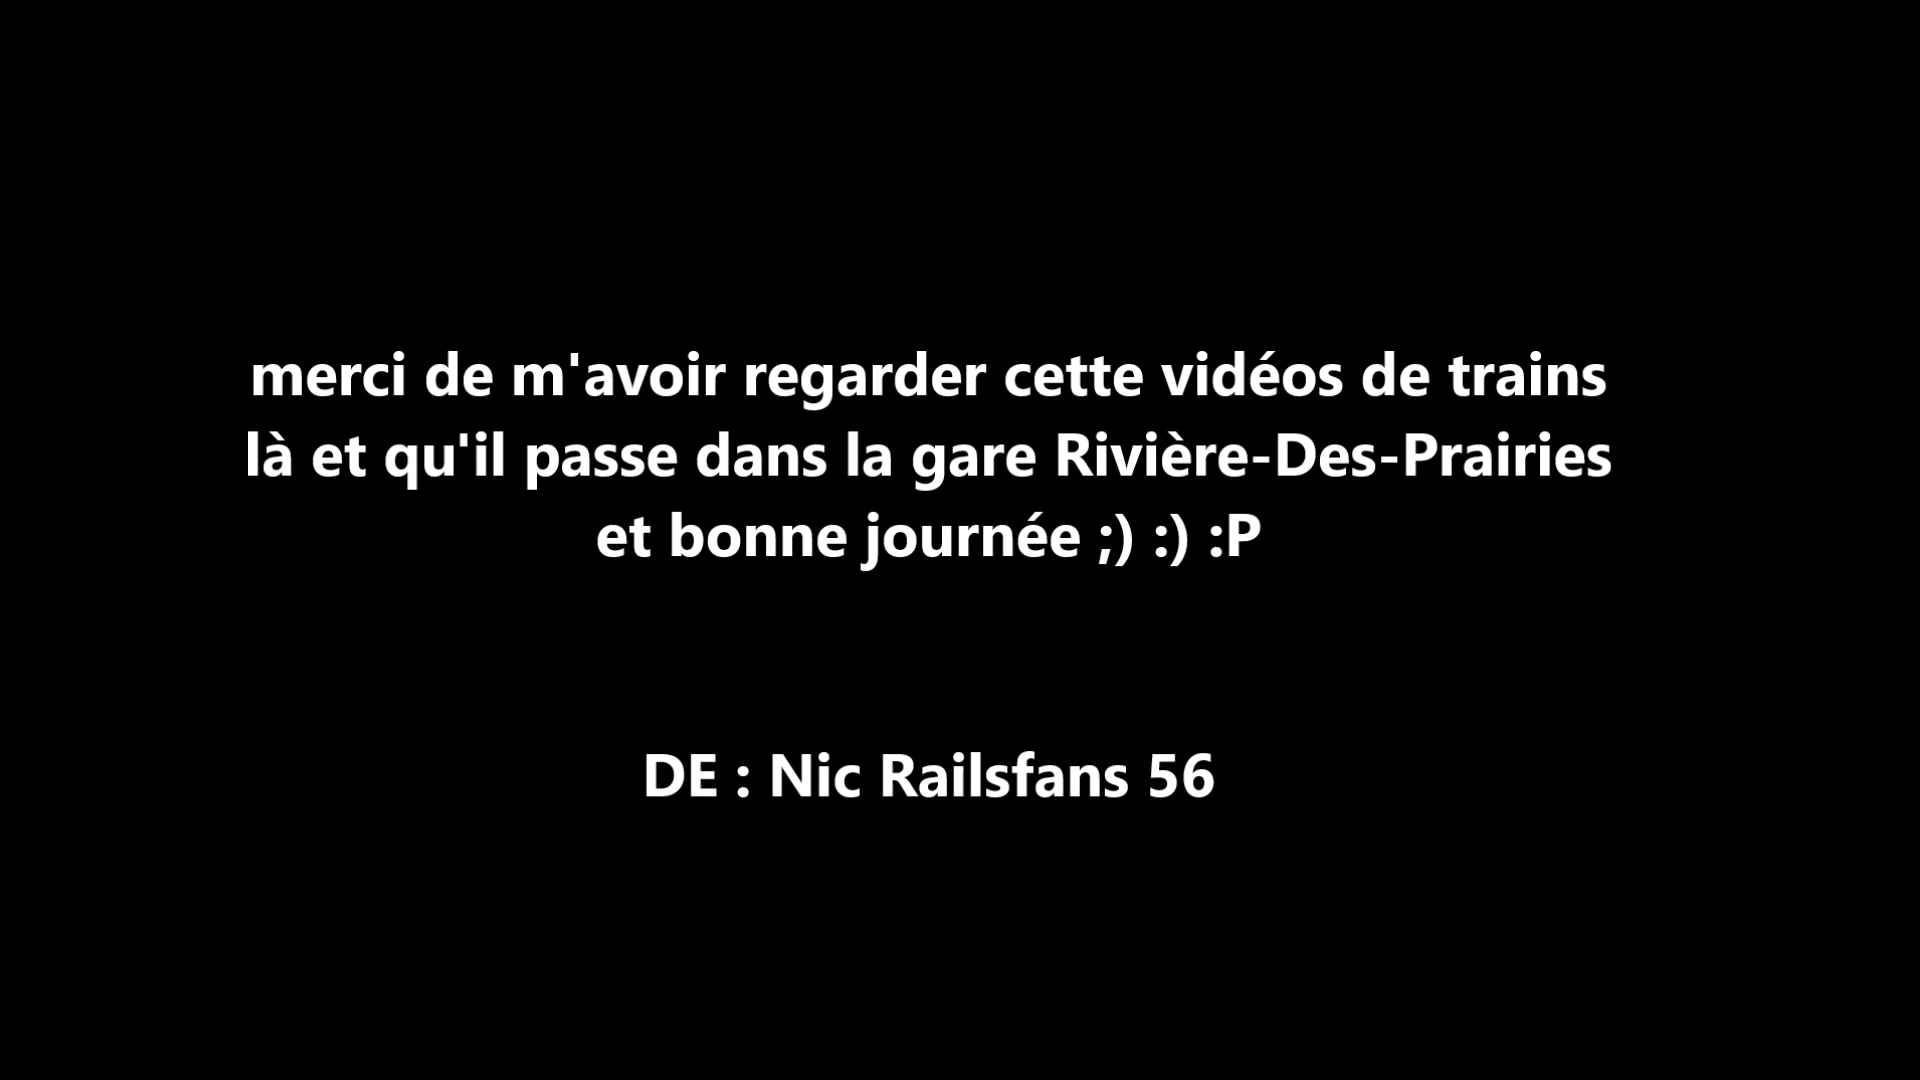 merci de m'avoir regarder cette vidéos de trains
là et qu'il passe dans la gare Rivière-Des-Prairies
et bonne journée ;) :) :P
DE : Nic Railsfans 56